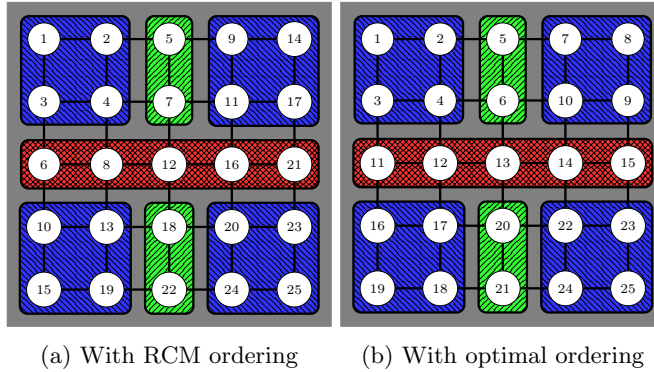 1 2 5 9 14 1 2 5 7 8
3 4 7 11 17 3 4 6 10 9
6 8 12 16 21 11 12 13 14 15
10 13 18 20 23 16 17 20 22 23
15 19 22 24 25 19 18 21 24 25
(a) With RCM ordering (b) With optimal ordering